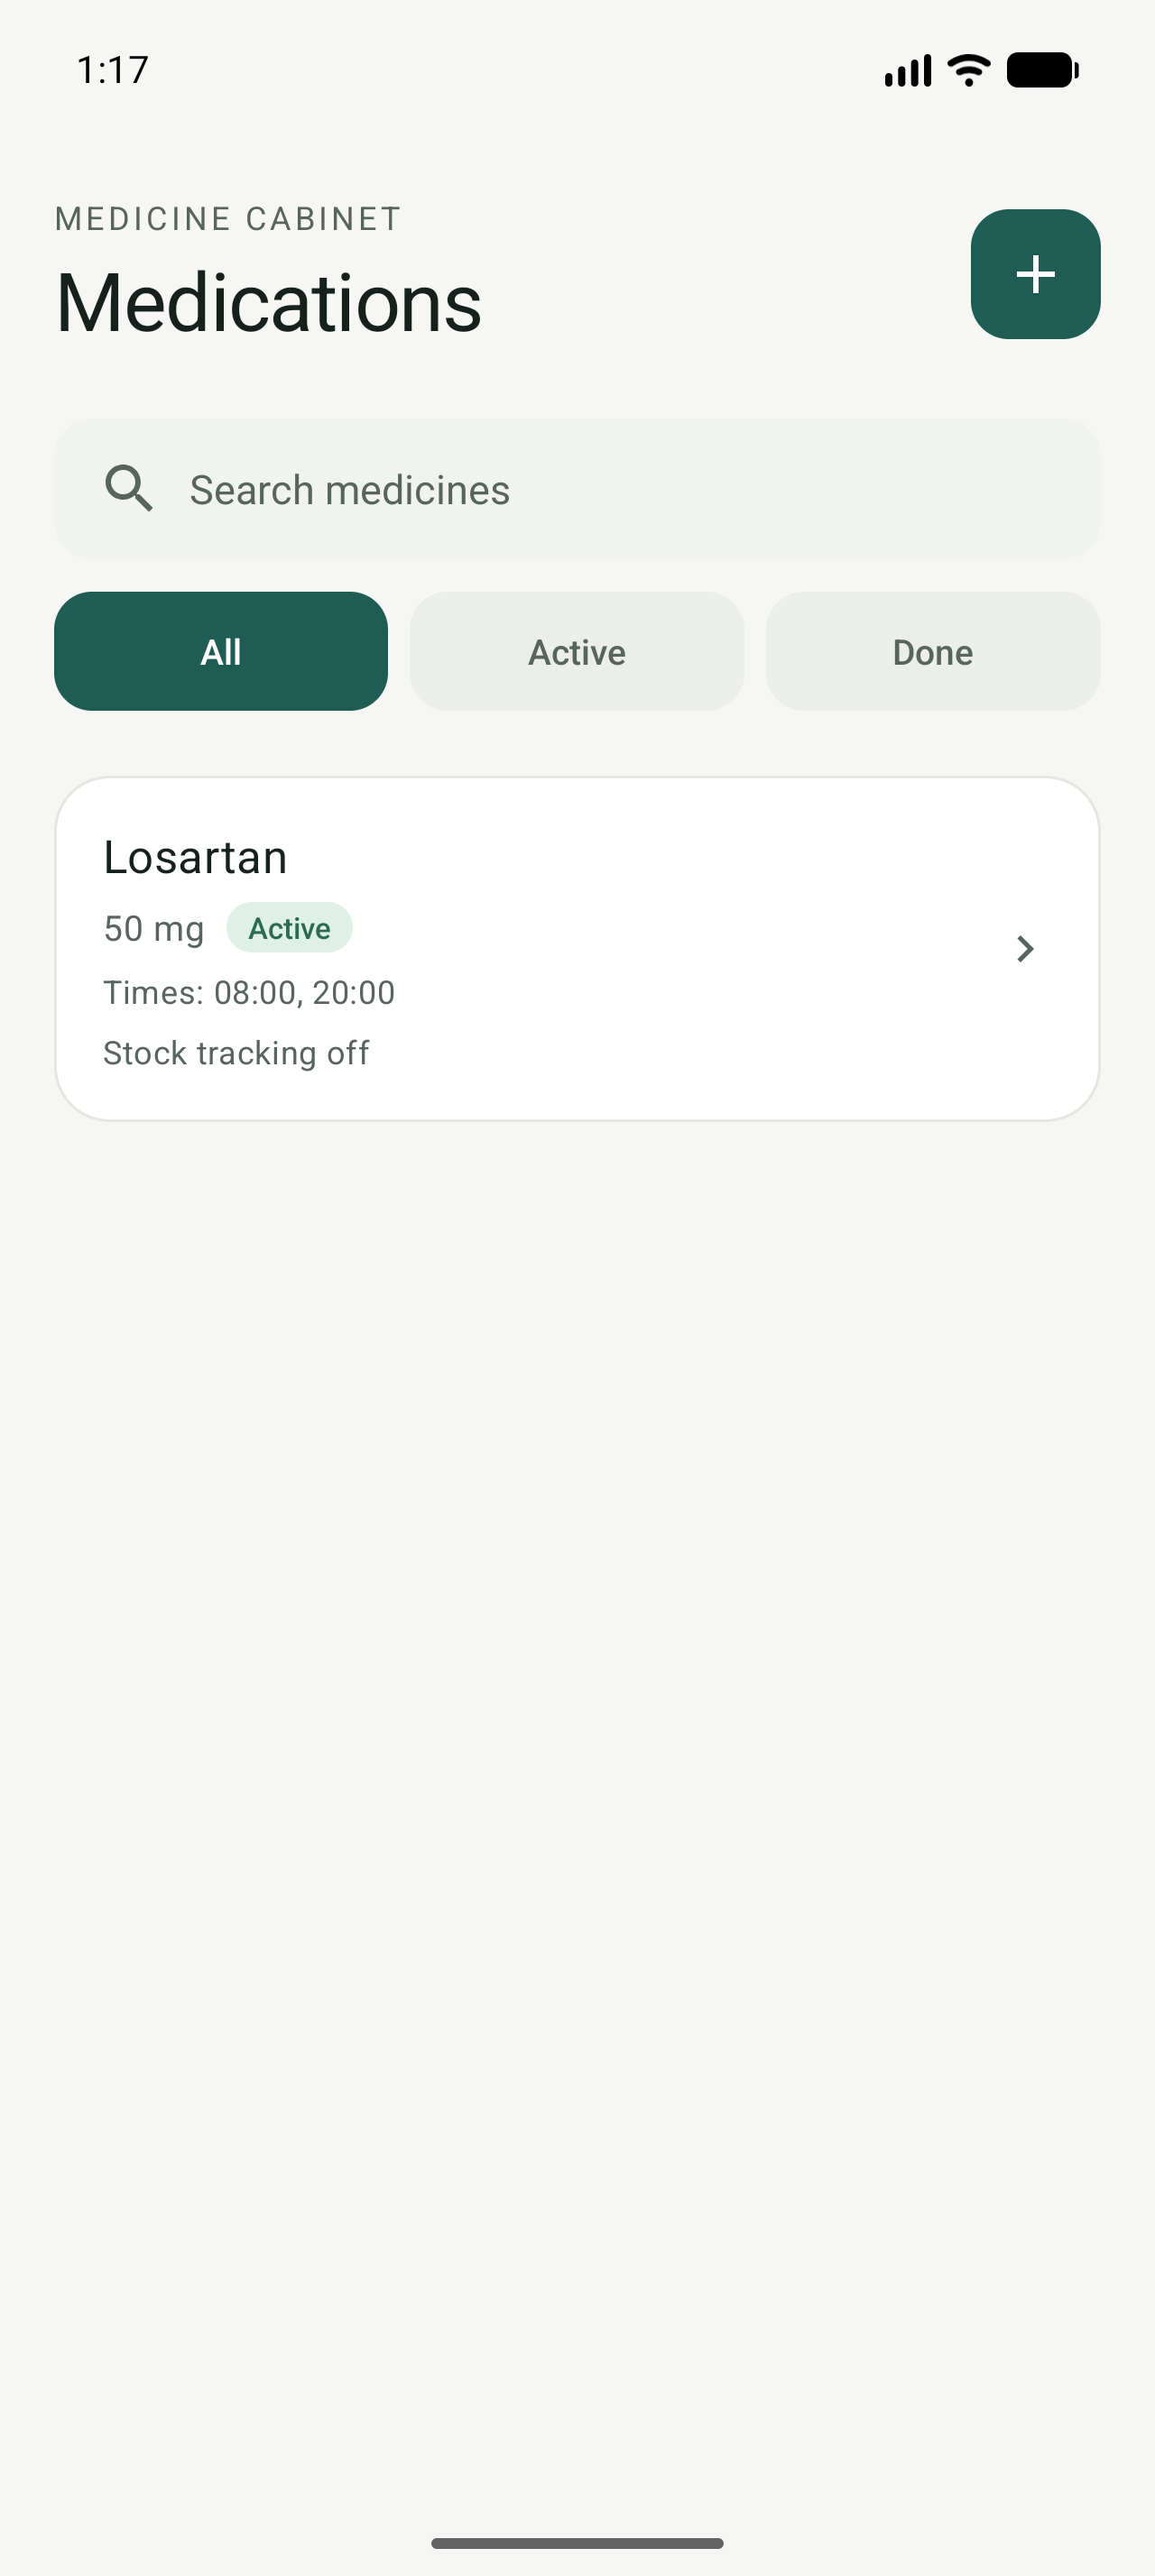 1:17
MEDICINE CABINET
Medications
Search medicines
All
Active
Done
Losartan
50 mg Active
Times: 08:00, 20:00
Stock tracking off